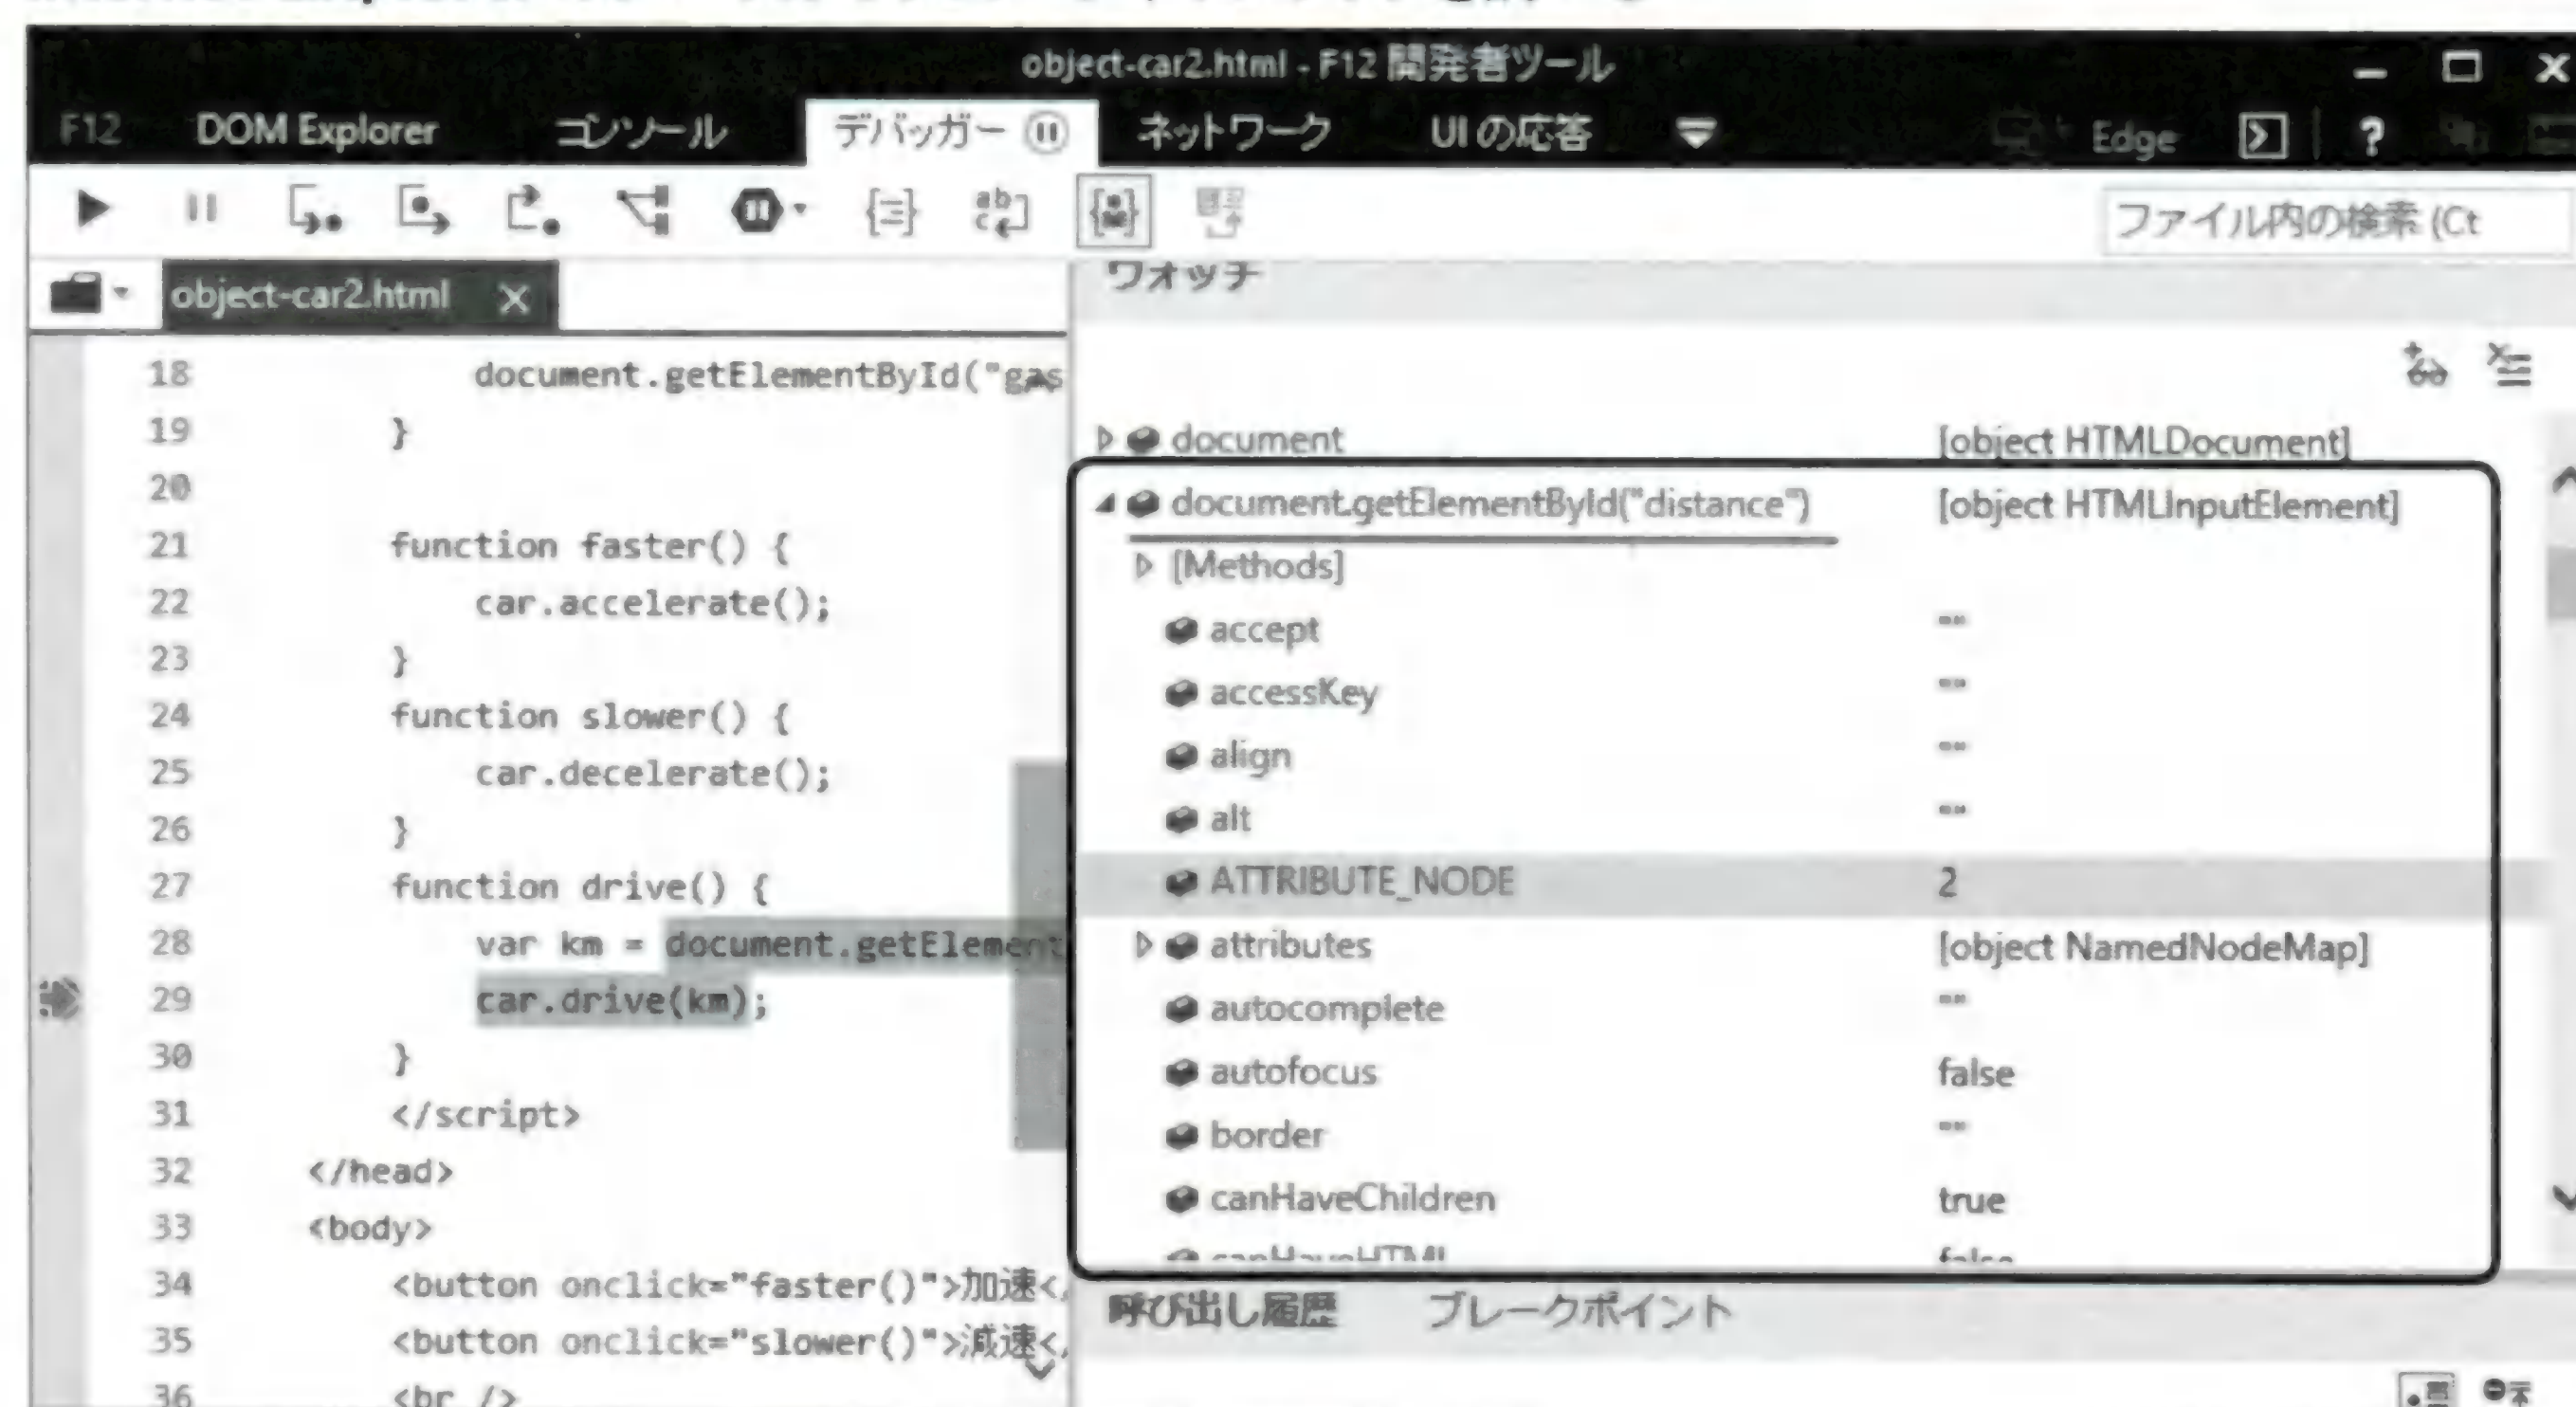 object-car2.html - F12 開発者ツール
F12 DOM Explorer コンソール デバッガー ネットワーク UI の応答 Edge ?
ファイル内の検索 (Ct
object-car2.html ×
ウォッチ
18 document.getElementById("gas
19 }
20
21 function faster() {
22 car.accelerate();
23 }
24 function slower() {
25 car.decelerate();
26 }
27 function drive() {
28 var km = document.getElement
29 car.drive(km);
30 }
31 </script>
32 </head>
33 <body>
34 <button onclick="faster()">加速<
35 <button onclick="slower()">減速<
36 <br />
document [object HTMLDocument]
document.getElementById("distance") [object HTMLInputElement]
[Methods]
accept ""
accessKey ""
align ""
alt ""
ATTRIBUTE_NODE 2
attributes [object NamedNodeMap]
autocomplete ""
autofocus false
border ""
canHaveChildren true
canHaveHTML false
呼び出し履歴 ブレークポイント